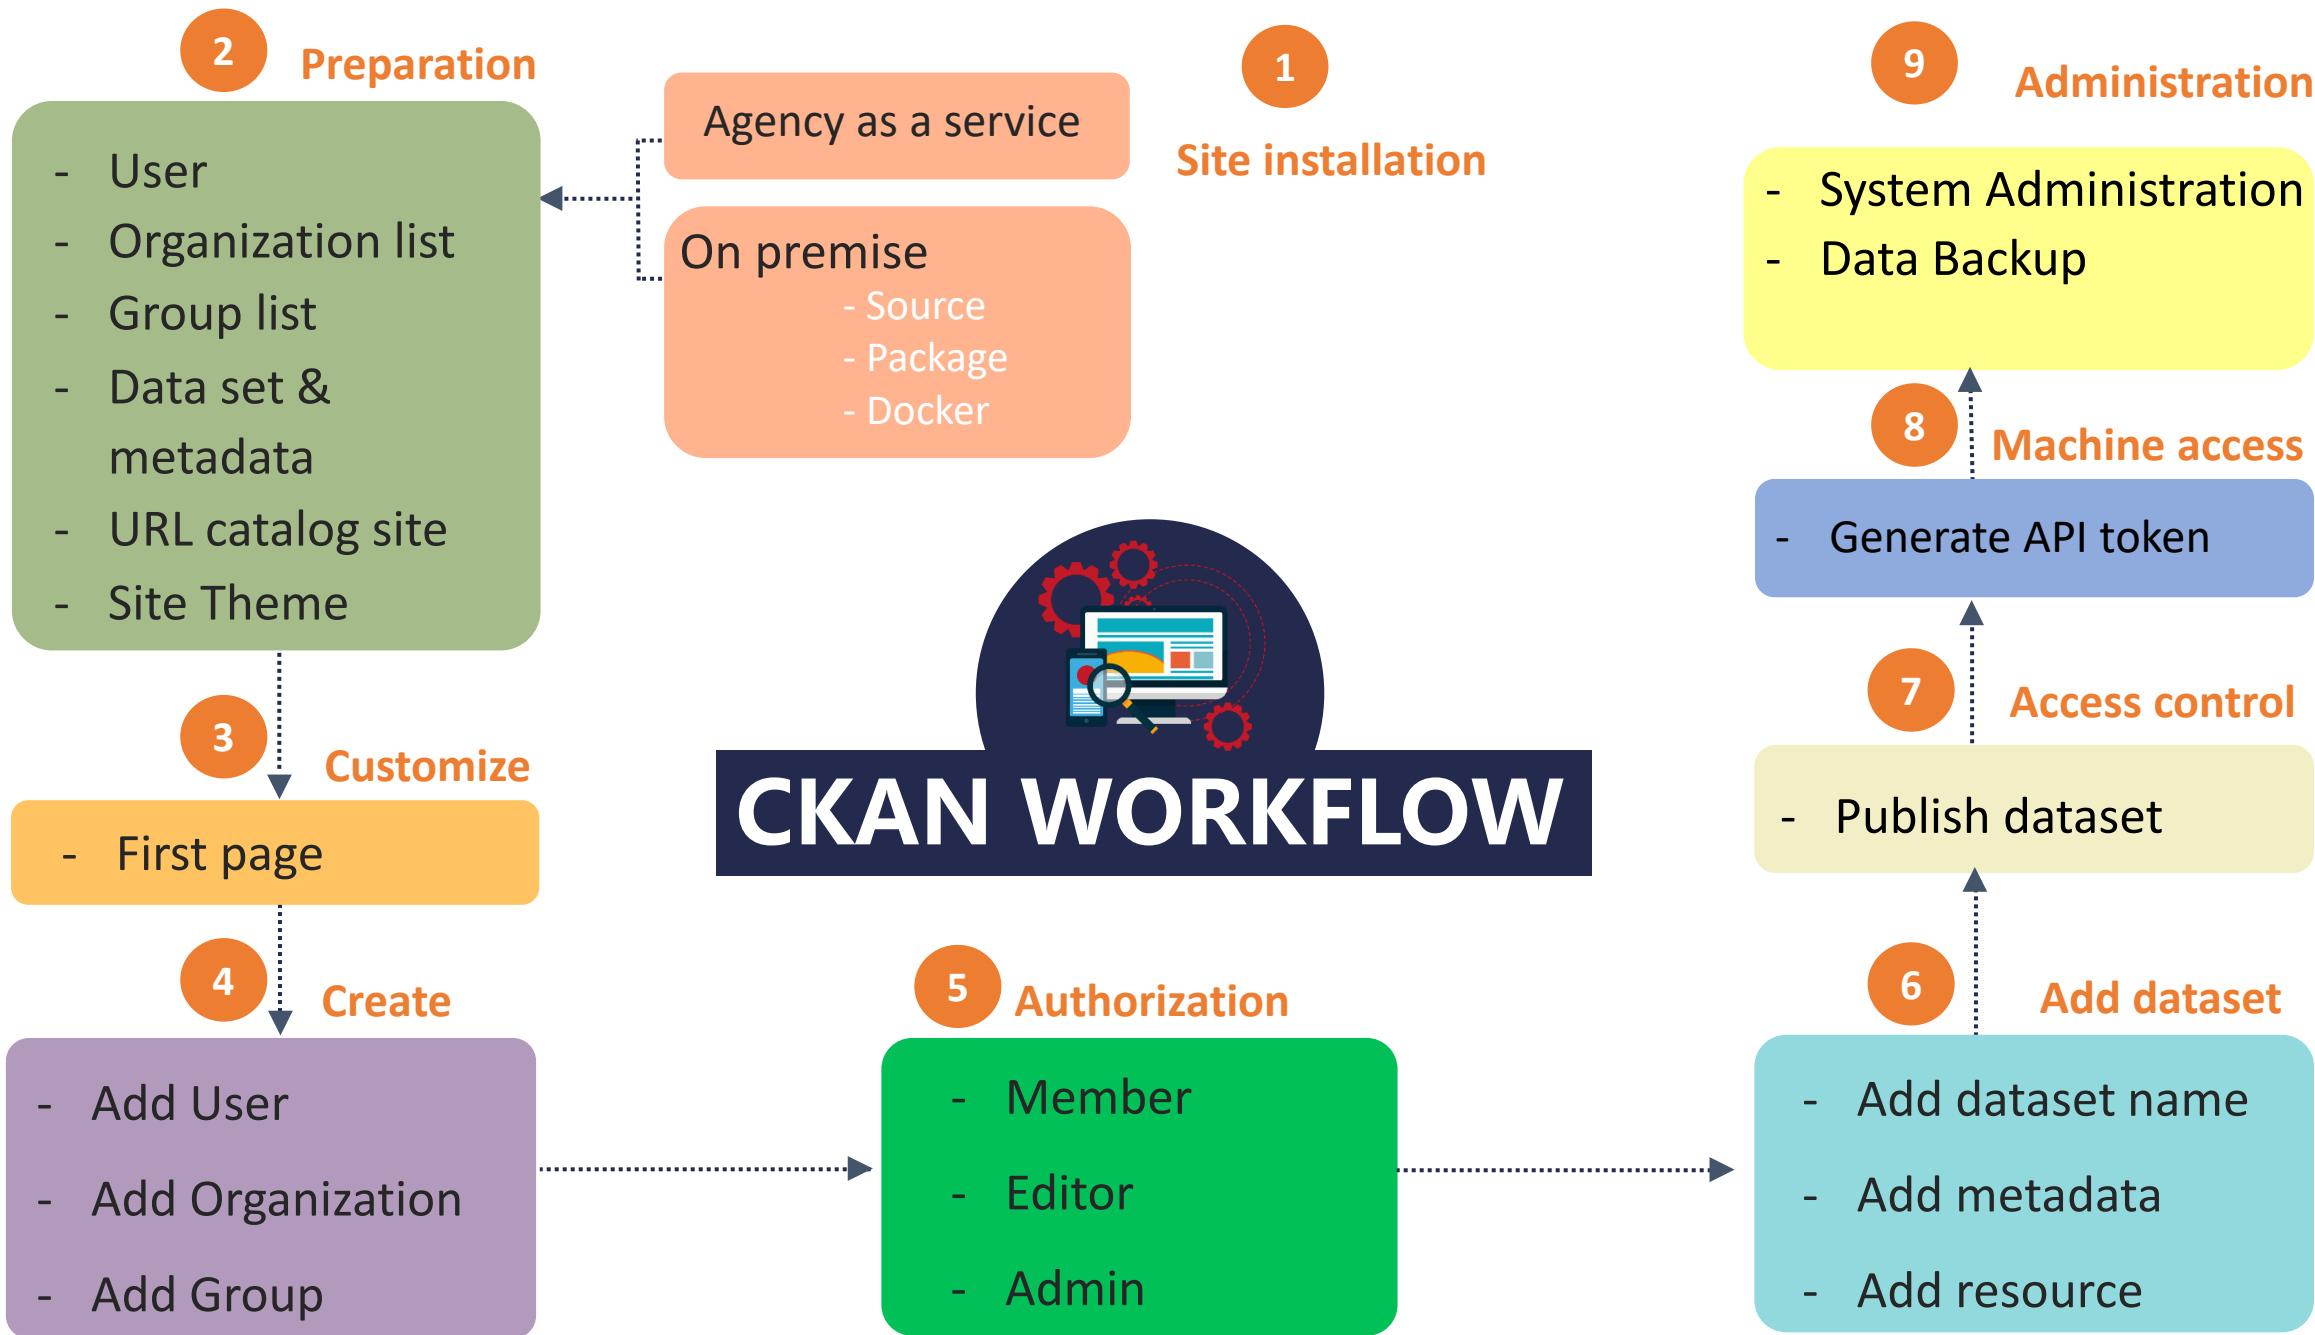 1
Site installation
Agency as a service
On premise
- Source
- Package
- Docker
2
Preparation
- User
- Organization list
- Group list
- Data set &
metadata
- URL catalog site
- Site Theme
3
Customize
- First page
4
Create
- Add User
- Add Organization
- Add Group
5
Authorization
- Member
- Editor
- Admin
6
Add dataset
- Add dataset name
- Add metadata
- Add resource
7
Access control
- Publish dataset
8
Machine access
- Generate API token
9
Administration
- System Administration
- Data Backup
CKAN WORKFLOW